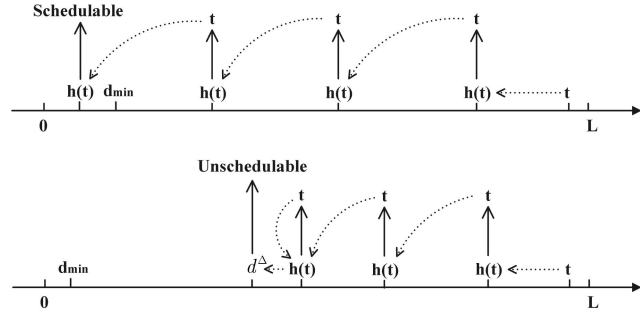 Schedulable
t t t
h(t) dmin h(t) h(t) h(t) t
0 L
Unschedulable
t t t
dmin d^Δ h(t) h(t) h(t) t
0 L